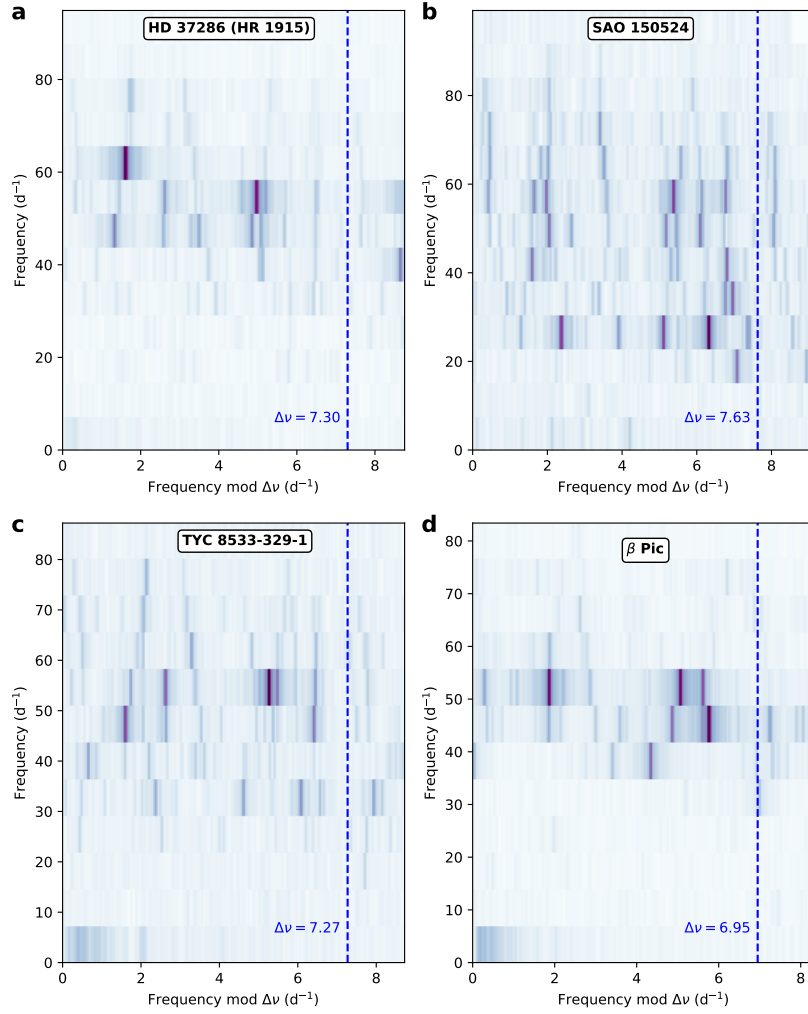 a
HD 37286 (HR 1915)
Frequency (d⁻¹)
80
60
40
20
0
Δν = 7.30
0 2 4 6 8
Frequency mod Δν (d⁻¹)
b
SAO 150524
Frequency (d⁻¹)
80
60
40
20
0
Δν = 7.63
0 2 4 6 8
Frequency mod Δν (d⁻¹)
c
TYC 8533-329-1
Frequency (d⁻¹)
80
70
60
50
40
30
20
10
0
Δν = 7.27
0 2 4 6 8
Frequency mod Δν (d⁻¹)
d
β Pic
Frequency (d⁻¹)
80
70
60
50
40
30
20
10
0
Δν = 6.95
0 2 4 6 8
Frequency mod Δν (d⁻¹)